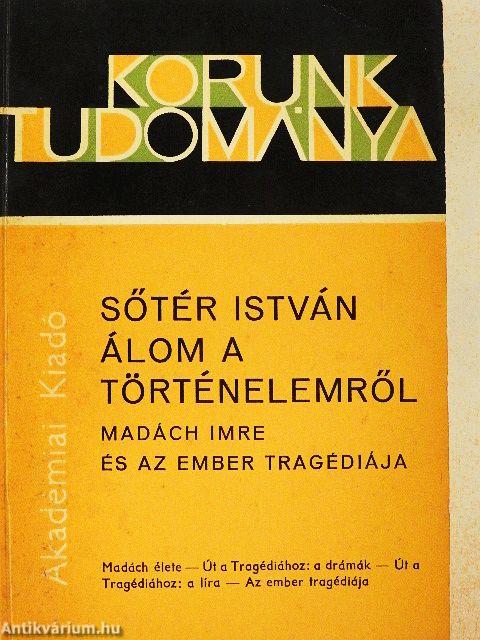 KORUNK
TUDOMÁNYA
SŐTÉR ISTVÁN
ÁLOM A
TÖRTÉNELEMRŐL
MADÁCH IMRE
ÉS AZ EMBER TRAGÉDIÁJA
Akadémiai Kiadó
Madách élete — Út a Tragédiához: a drámák — Út a
Tragédiához: a líra — Az ember tragédiája
Antikvárium.hu